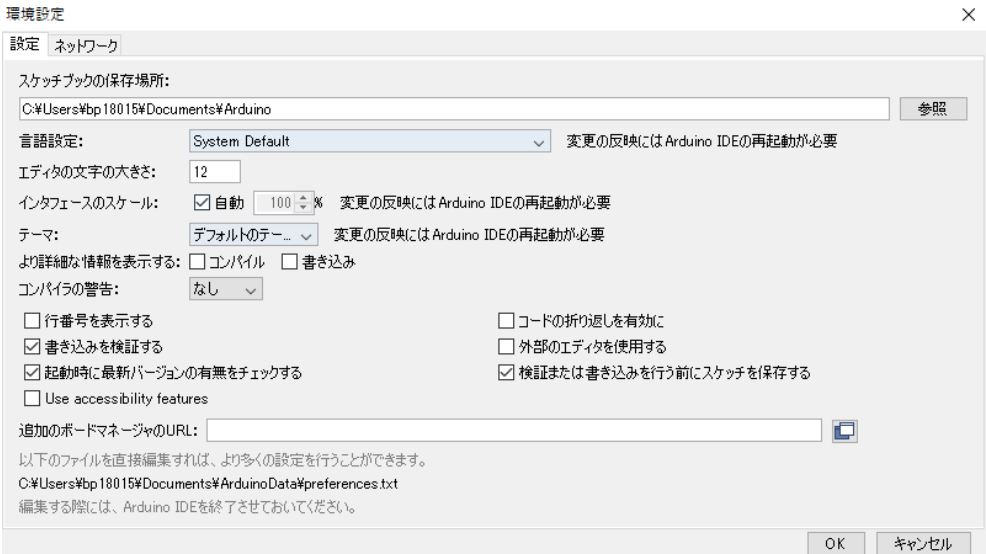 環境設定
設定 ネットワーク
スケッチブックの保存場所:
C:¥Users¥bp18015¥Documents¥Arduino 参照
言語設定: System Default 変更の反映にはArduino IDEの再起動が必要
エディタの文字の大きさ: 12
インタフェースのスケール: 自動 100 % 変更の反映にはArduino IDEの再起動が必要
テーマ: デフォルトのテー... 変更の反映にはArduino IDEの再起動が必要
より詳細な情報を表示する: コンパイル 書き込み
コンパイラの警告: なし
行番号を表示する コードの折り返しを有効に
書き込みを検証する 外部のエディタを使用する
起動時に最新バージョンの有無をチェックする 検証または書き込みを行う前にスケッチを保存する
Use accessibility features
追加のボードマネージャのURL:
以下のファイルを直接編集すれば、より多くの設定を行うことができます。
C:¥Users¥bp18015¥Documents¥ArduinoData¥preferences.txt
編集する際には、Arduino IDEを終了させておいてください。
OK キャンセル